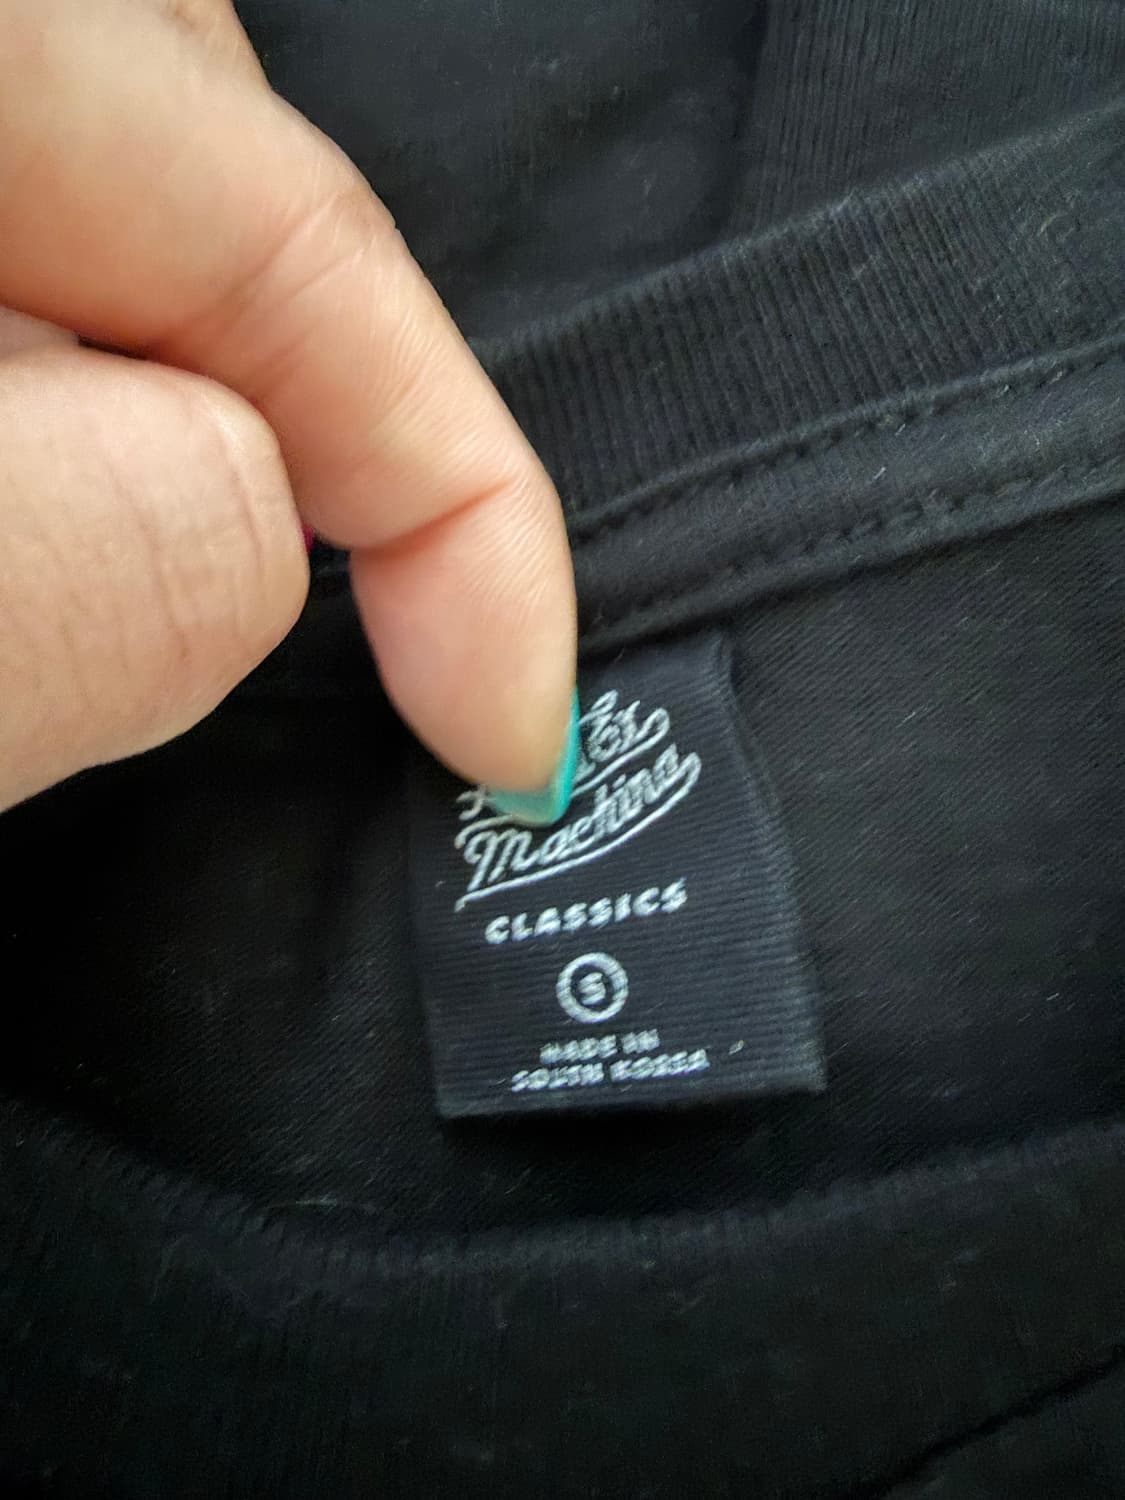 Machina
CLASSICS
S
MADE IN
SOUTH KOREA